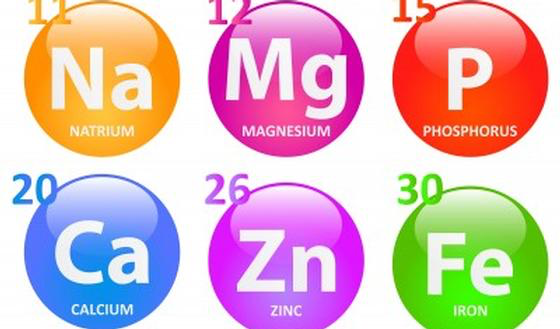 11
Na
NATRIUM
12
Mg
MAGNESIUM
15
P
PHOSPHORUS
20
Ca
CALCIUM
26
Zn
ZINC
30
Fe
IRON